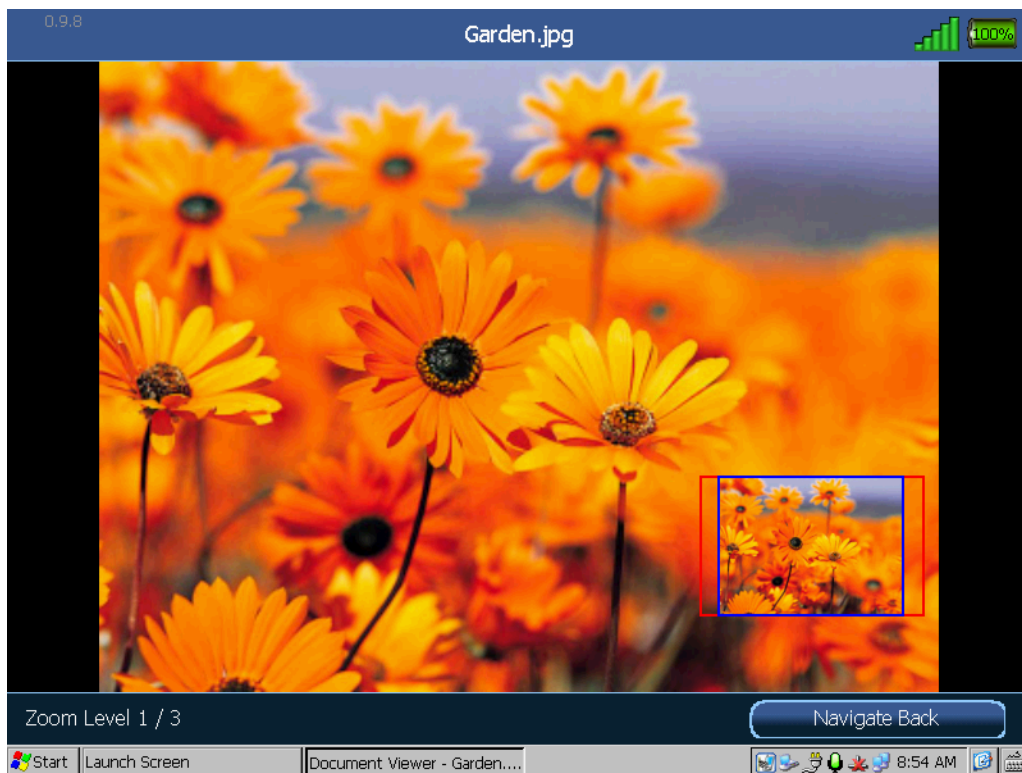 0.9.8
Garden.jpg
100%
Zoom Level 1 / 3
Navigate Back
Start
Launch Screen
Document Viewer - Garden....
8:54 AM